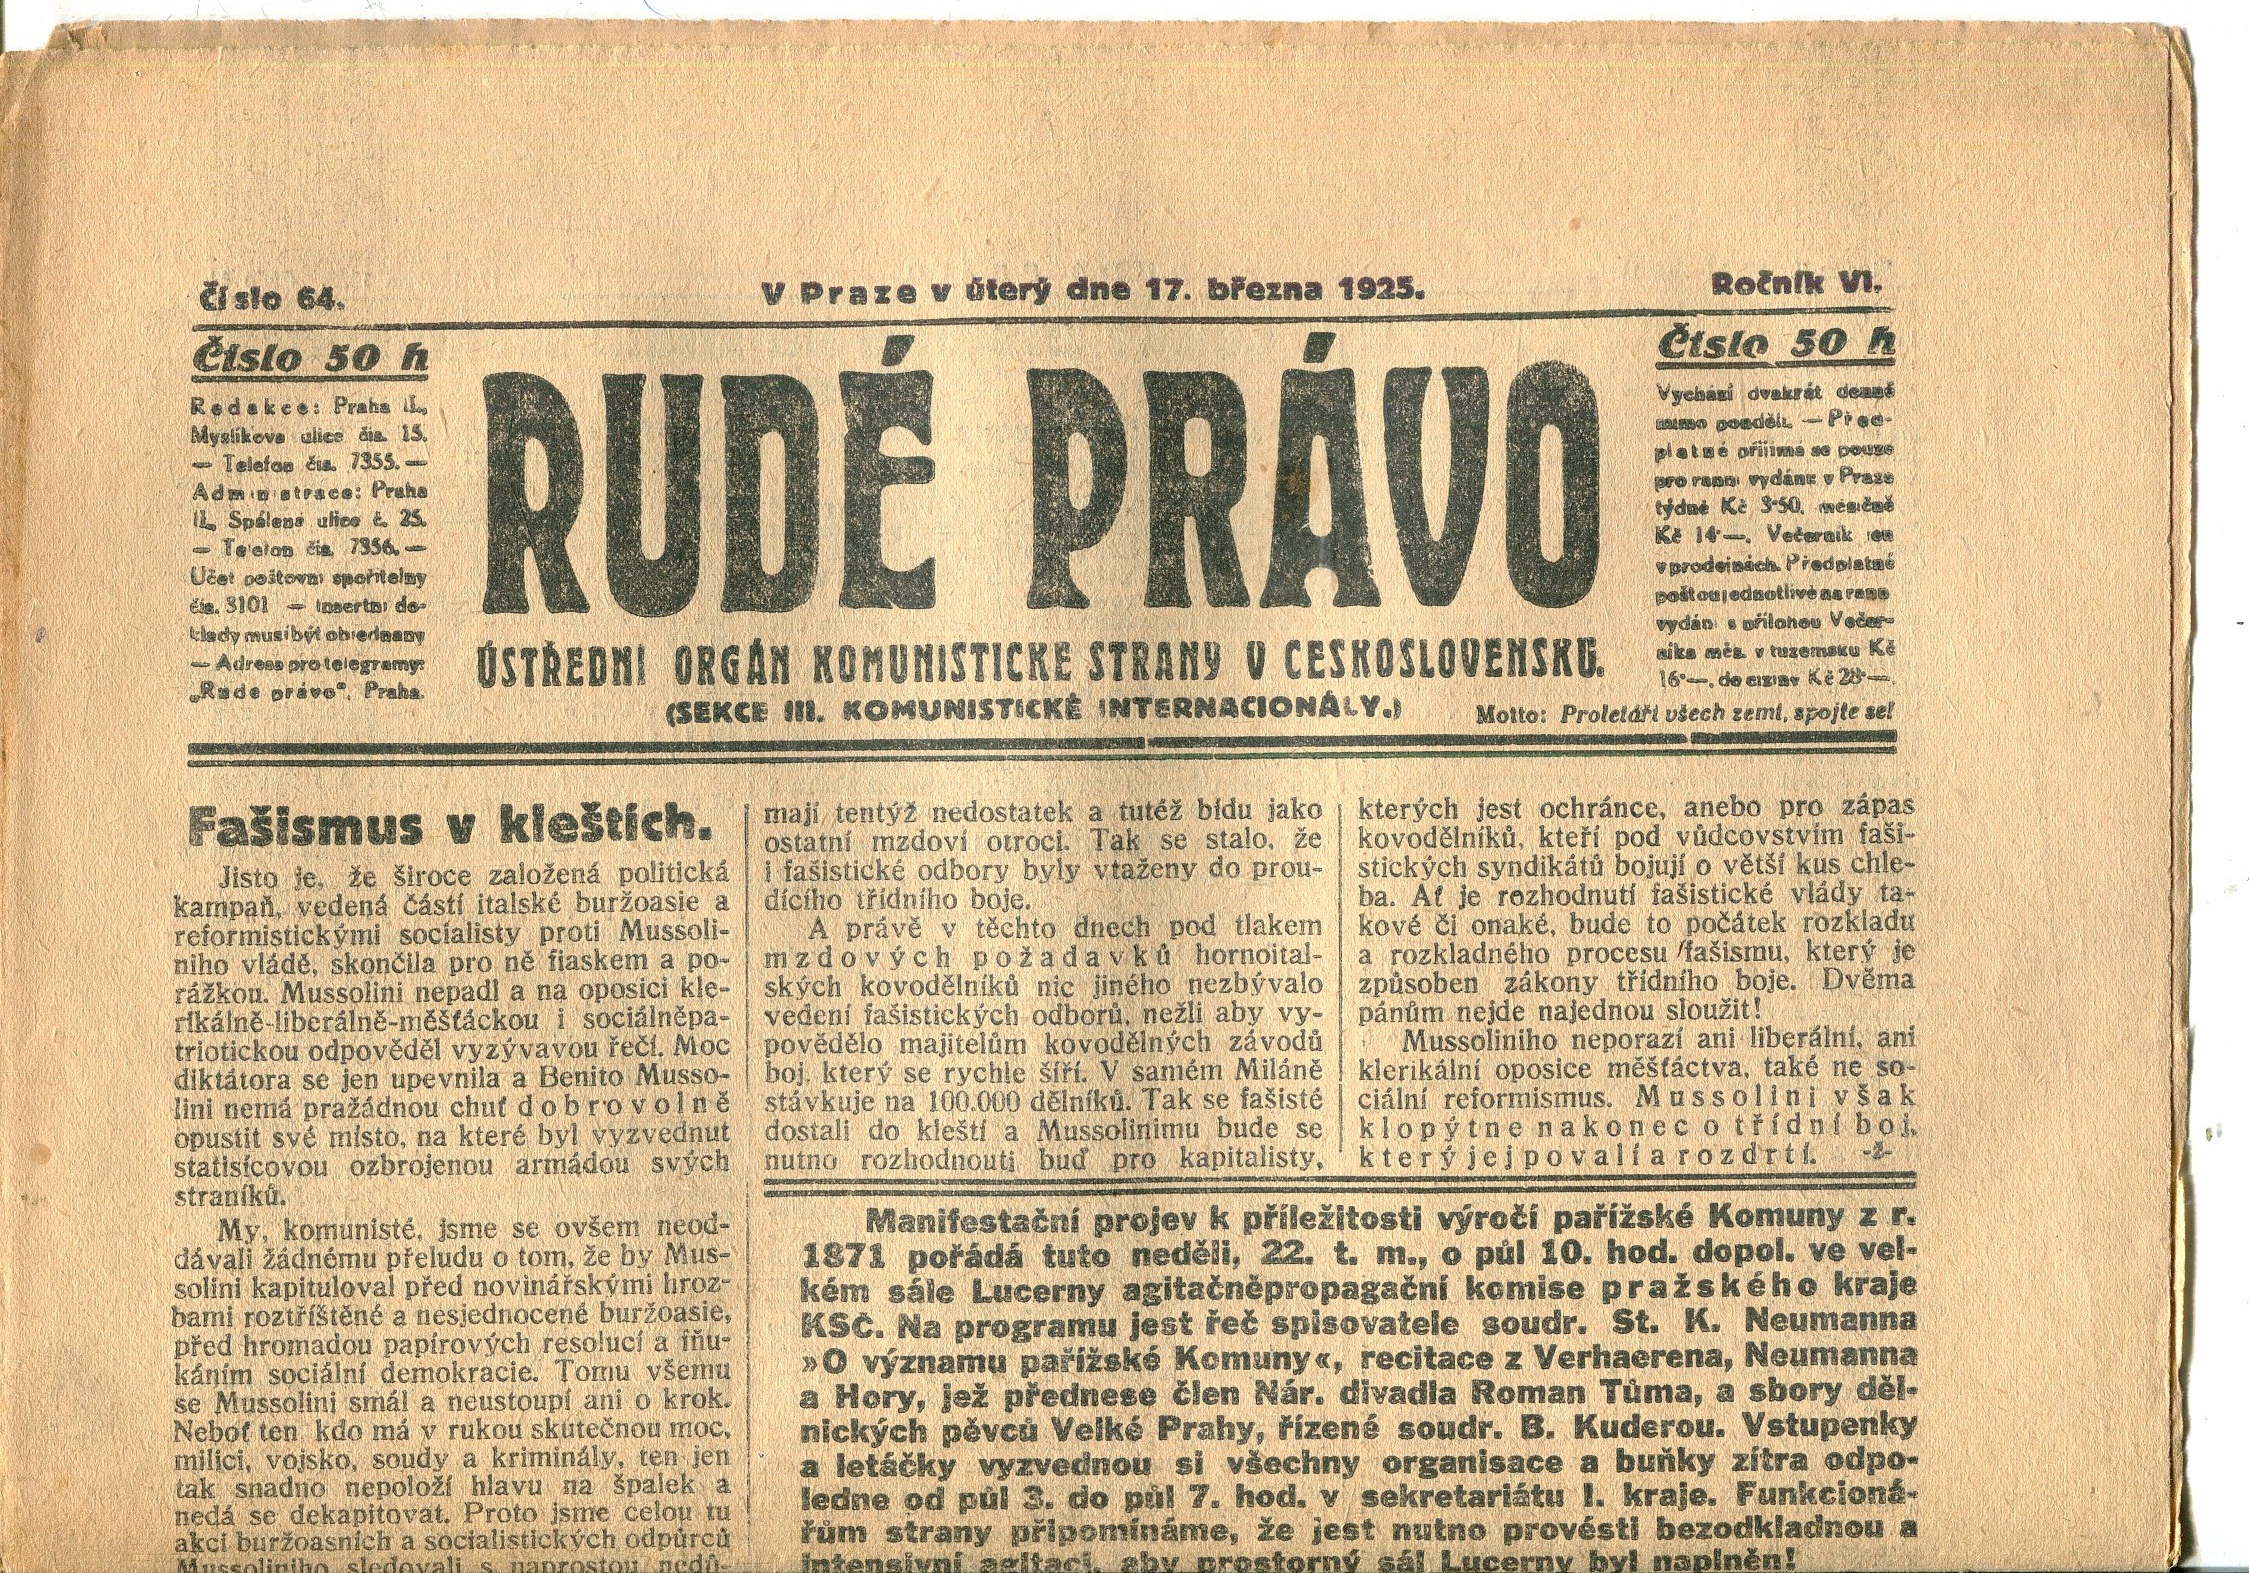 Číslo 64.
V Praze v úterý dne 17. března 1925.
Ročník VI.
Číslo 50 h
Redakce: Praha II.,
Myslíkova ulice čís. 15.
— Telefon čís. 7355. —
Administrace: Praha
II., Spálená ulice č. 25.
— Telefon čís. 7356. —
Účet poštovní spořitelny
čís. 3101 — Insertní do-
klady musí být objednány
— Adresa pro telegramy:
„Rudé právo", Praha.
RUDÉ PRÁVO
ÚSTŘEDNI ORGÁN KOMUNISTICKÉ STRANY V ČESKOSLOVENSKU.
(SEKCE III. KOMUNISTICKÉ INTERNACIONÁLY.)
Motto: Proletáři všech zemí, spojte se!
Číslo 50 h
Vychází dvakrát denně
mimo pondělí. — Před-
platné přijímá se pouze
pro ranní vydání: v Praze
týdně Kč 3·50, měsíčně
Kč 14·—. Večerník jen
v prodejnách. Předplatné
poštou jednotlivě na ranní
vydání s přílohou Večer-
níka měs. v tuzemsku Kč
16·—, do ciziny Kč 28·—.
Fašismus v kleštích.
Jisto je, že široce založená politická
kampaň, vedená částí italské buržoasie a
reformistickými socialisty proti Mussoli-
niho vládě, skončila pro ně fiaskem a po-
rážkou. Mussolini nepadl a na oposici kle-
rikálně-liberálně-měšťáckou i sociálněpa-
triotickou odpověděl vyzývavou řečí. Moc
diktátora se jen upevnila a Benito Musso-
lini nemá pražádnou chuť dobrovolně
opustit své místo, na které byl vyzvednut
statisícovou ozbrojenou armádou svých
straníků.
My, komunisté, jsme se ovšem neod-
dávali žádnému přeludu o tom, že by Mus-
solini kapituloval před novinářskými hroz-
bami roztříštěné a nesjednocené buržoasie,
před hromadou papírových resolucí a iňu-
káním sociální demokracie. Tomu všemu
se Mussolini smál a neustoupí ani o krok.
Neboť ten, kdo má v rukou skutečnou moc,
milici, vojsko, soudy a kriminály, ten jen
tak snadno nepoloží hlavu na špalek a
nedá se dekapitovat. Proto jsme celou tu
akci buržoasních a socialistických odpůrců
Mussoliniho sledovali s naprostou nedů-
mají tentýž nedostatek a tutéž bídu jako
ostatní mzdoví otroci. Tak se stalo, že
i fašistické odbory byly vtaženy do prou-
dícího třídního boje.
A právě v těchto dnech pod tlakem
mzdových požadavků hornoital-
ských kovodělníků nic jiného nezbývalo
vedení fašistických odborů, nežli aby vy-
povědělo majitelům kovodělných závodů
boj, který se rychle šíří. V samém Miláně
stávkuje na 100.000 dělníků. Tak se fašisté
dostali do kleští a Mussolinimu bude se
nutno rozhodnouti buď pro kapitalisty,
kterých jest ochránce, anebo pro zápas
kovodělníků, kteří pod vůdcovstvím faši-
stických syndikátů bojují o větší kus chle-
ba. Ať je rozhodnutí fašistické vlády ta-
kové či onaké, bude to počátek rozkladu
a rozkladného procesu fašismu, který je
způsoben zákony třídního boje. Dvěma
pánům nejde najednou sloužit!
Mussoliniho neporazí ani liberální, ani
klerikální oposice měšťáctva, také ne so-
ciální reformismus. Mussolini však
klopýtne nakonec o třídní boj,
který jej povalí a rozdrtí. -ž-
Manifestační projev k příležitosti výročí pařížské Komuny z r.
1871 pořádá tuto neděli, 22. t. m., o půl 10. hod. dopol. ve vel-
kém sále Lucerny agitačněpropagační komise pražského kraje
KSČ. Na programu jest řeč spisovatele soudr. St. K. Neumanna
»O významu pařížské Komuny«, recitace z Verhaerena, Neumanna
a Hory, jež přednese člen Nár. divadla Roman Tůma, a sbory děl-
nických pěvců Velké Prahy, řízené soudr. B. Kuderou. Vstupenky
a letáčky vyzvednou si všechny organisace a buňky zítra odpo-
ledne od půl 3. do půl 7. hod. v sekretariátu I. kraje. Funkcioná-
řům strany připomínáme, že jest nutno provésti bezodkladnou a
intensivní agitaci, aby prostorný sál Lucerny byl naplněn!